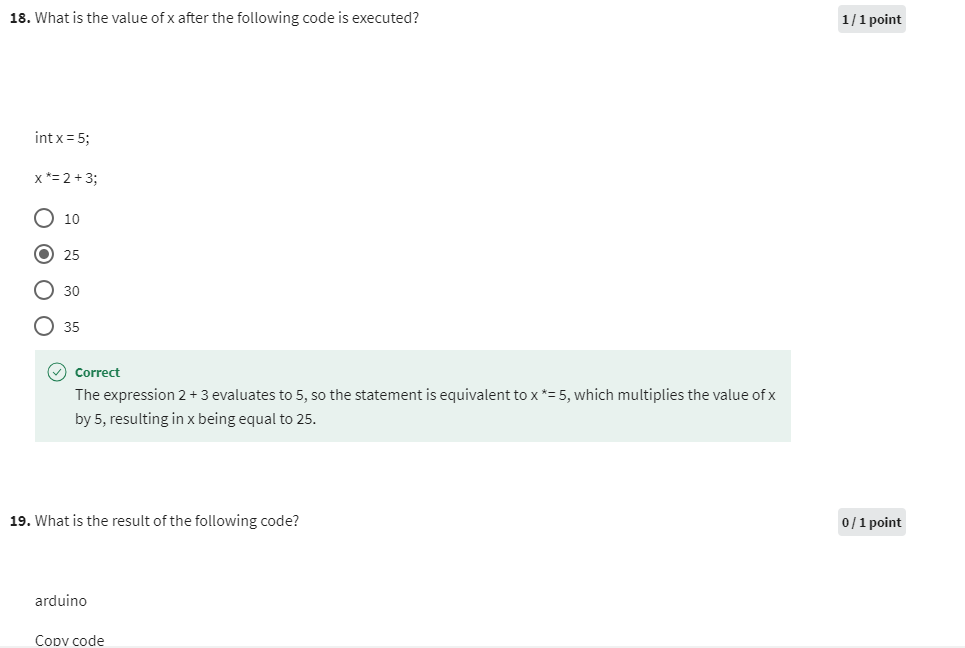 18. What is the value of x after the following code is executed?
1 / 1 point
int x = 5;
x *= 2 + 3;
10
25
30
35
Correct
The expression 2 + 3 evaluates to 5, so the statement is equivalent to x *= 5, which multiplies the value of x
by 5, resulting in x being equal to 25.
19. What is the result of the following code?
0 / 1 point
arduino
Copy code